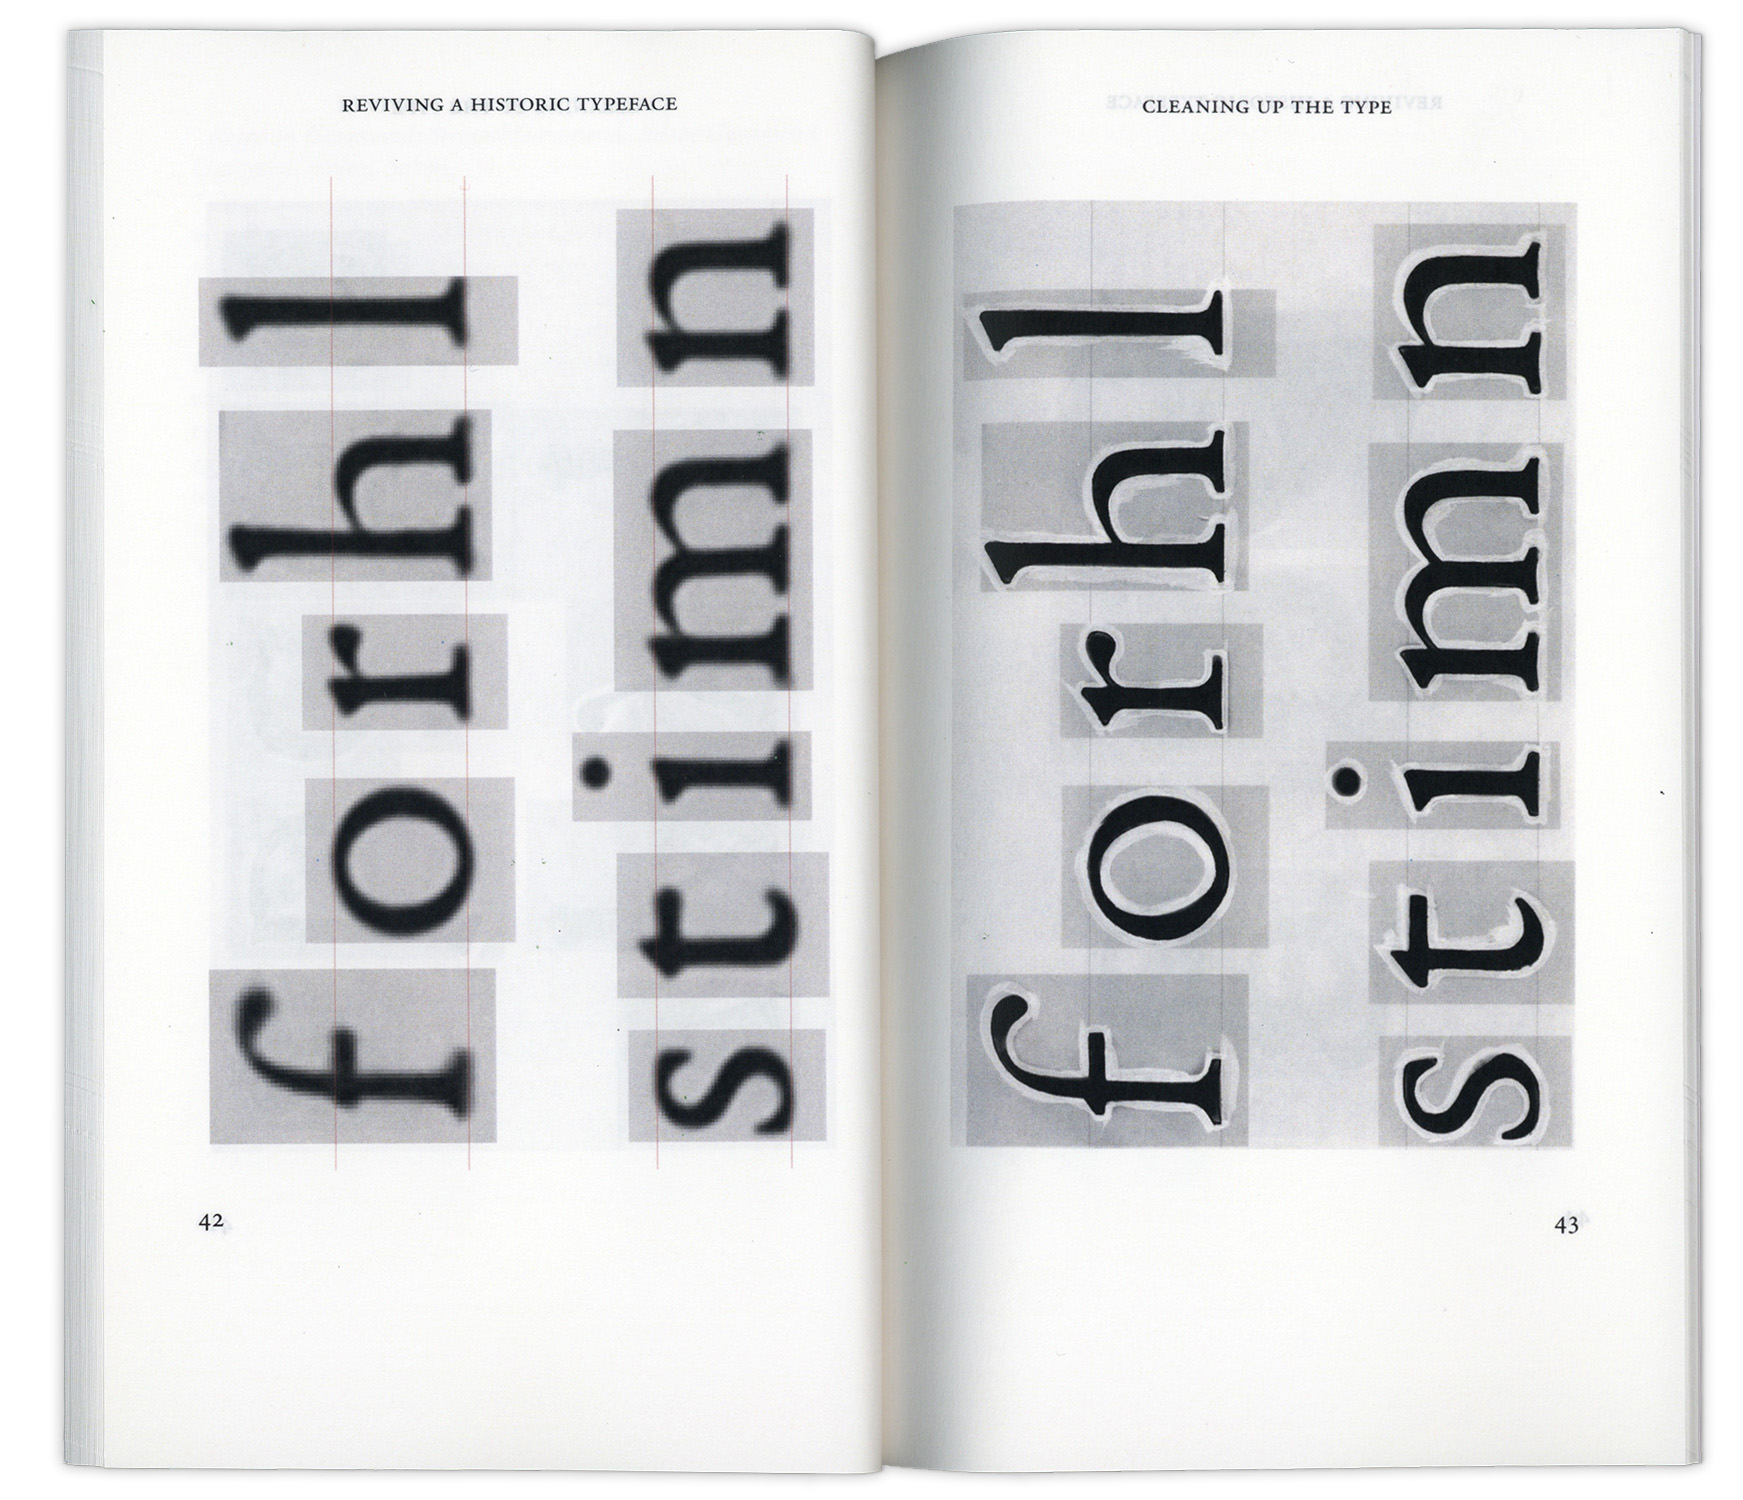 REVIVING A HISTORIC TYPEFACE
f o r h l
s t i m n
42
CLEANING UP THE TYPE
f o r h l
s t i m n
43